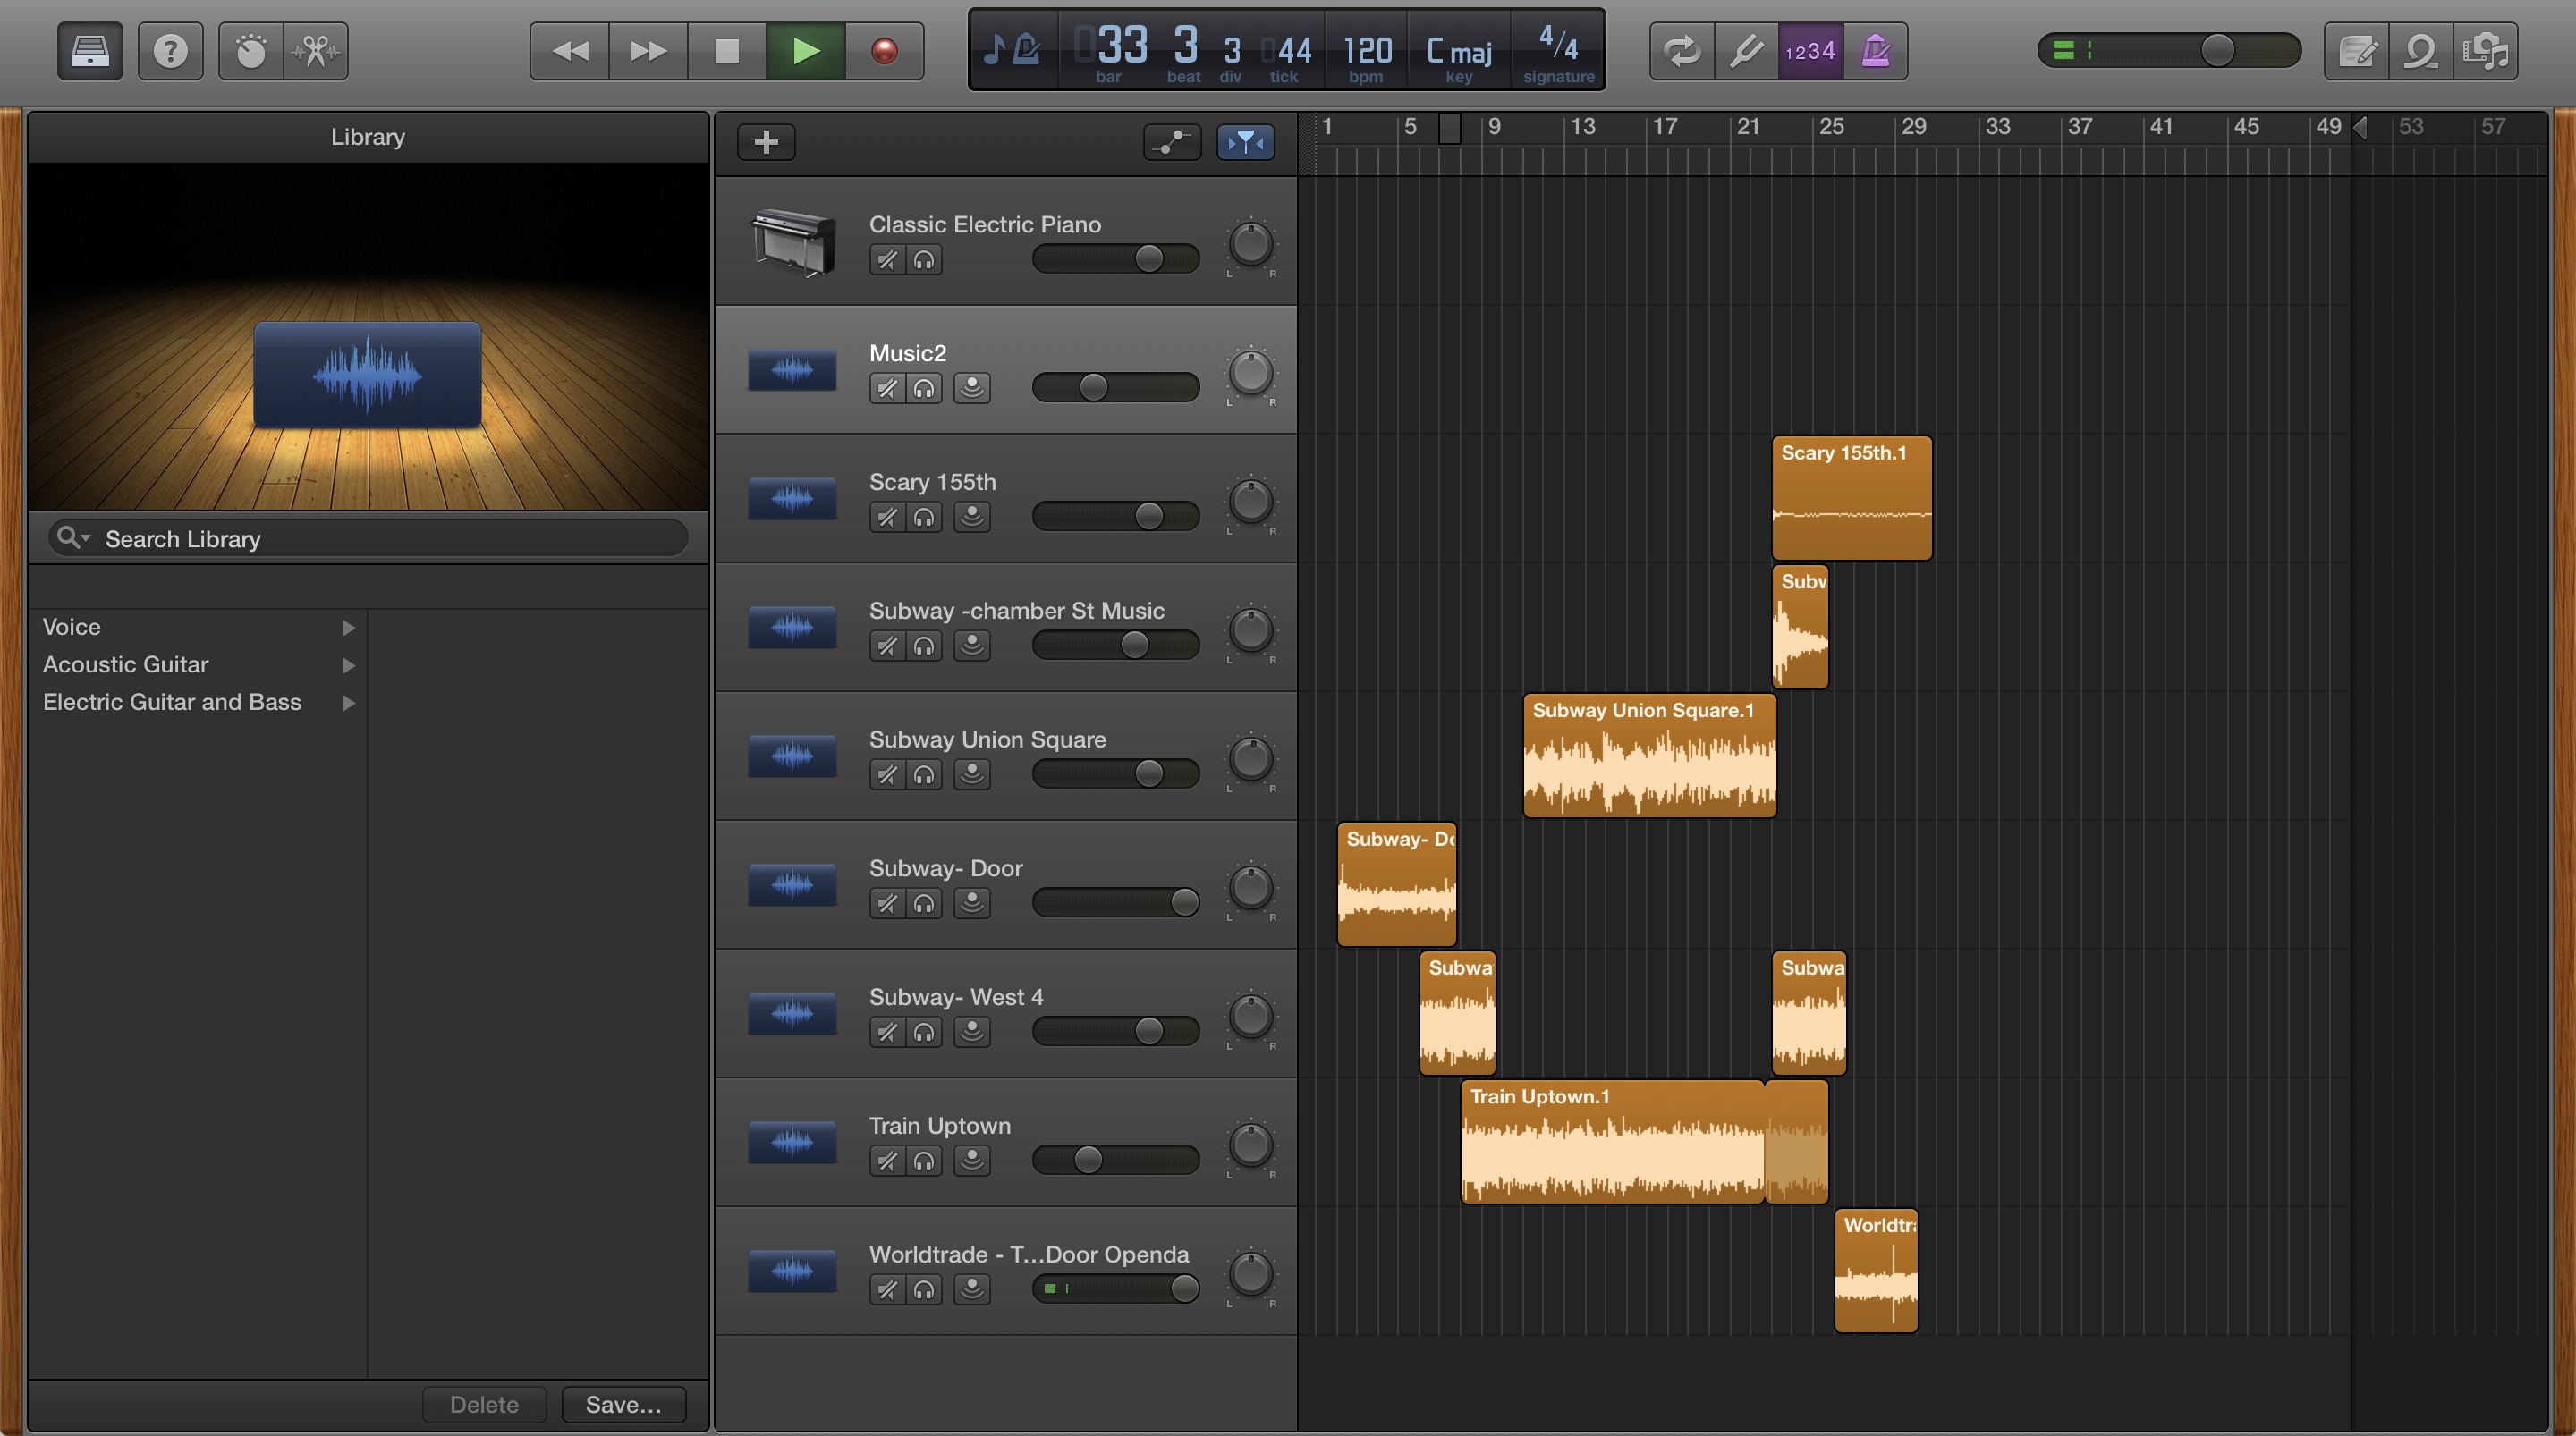 33 3 3 44 120 C maj 4/4
bar beat div tick bpm key signature
1234
Library
1 5 9 13 17 21 25 29 33 37 41 45 49 53 57
Classic Electric Piano
L R
Music2
L R
Scary 155th
L R
Scary 155th.1
Search Library
Subway -chamber St Music
L R
Subw
Voice
Acoustic Guitar
Electric Guitar and Bass
Subway Union Square
L R
Subway Union Square.1
Subway- Door
L R
Subway- Do
Subway- West 4
L R
Subwa
Subwa
Train Uptown
L R
Train Uptown.1
Worldtrade - T...Door Openda
L R
Worldtra
Delete
Save...